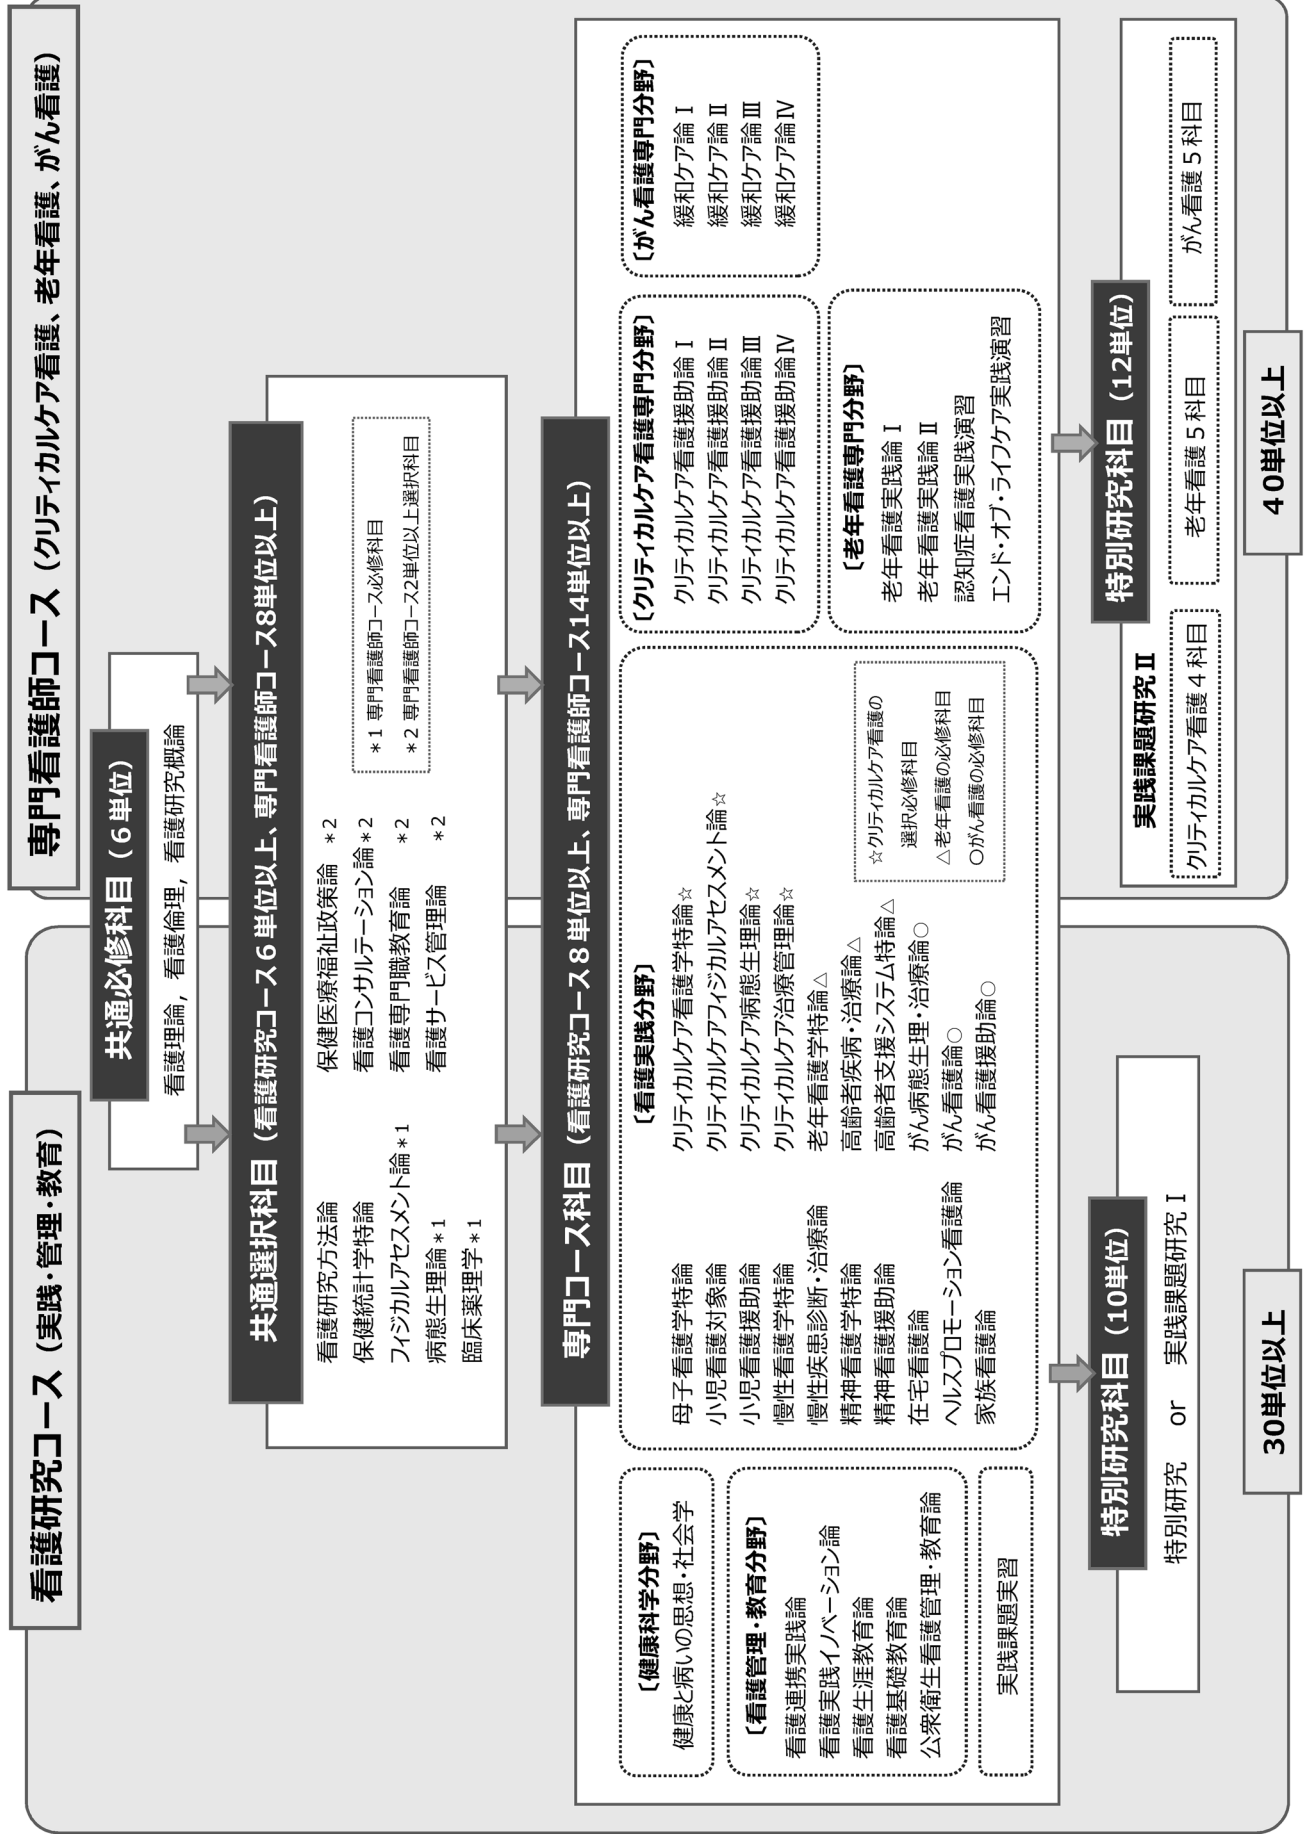 看護研究コース（実践・管理・教育）
専門看護師コース（クリティカルケア看護、老年看護、がん看護）
共通必修科目（６単位）
看護理論，看護倫理，看護研究概論
共通選択科目（看護研究コース６単位以上、専門看護師コース8単位以上）
看護研究方法論
保健統計学特論
フィジカルアセスメント論＊1
病態生理論＊1
臨床薬理学＊1
保健医療福祉政策論 ＊2
看護コンサルテーション論＊2
看護専門職教育論 ＊2
看護サービス管理論 ＊2
＊1 専門看護師コース必修科目
＊2 専門看護師コース2単位以上選択科目
専門コース科目（看護研究コース８単位以上、専門看護師コース14単位以上）
〔健康科学分野〕
健康と病いの思想・社会学
〔看護管理・教育分野〕
看護連携実践論
看護実践イノベーション論
看護生涯教育論
看護基礎教育論
公衆衛生看護管理・教育論
実践課題実習
〔看護実践分野〕
母子看護学特論
小児看護対象論
小児看護援助論
慢性看護学特論
慢性疾患診断・治療論
精神看護学特論
精神看護援助論
在宅看護論
ヘルスプロモーション看護論
家族看護論
クリティカルケア看護学特論☆
クリティカルケアフィジカルアセスメント論☆
クリティカルケア病態生理論☆
クリティカルケア治療管理論☆
老年看護学特論△
高齢者疾病・治療論△
高齢者支援システム特論△
がん病態生理・治療論○
がん看護論○
がん看護援助論○
☆クリティカルケア看護の
選択必修科目
△老年看護の必修科目
○がん看護の必修科目
〔クリティカルケア看護専門分野〕
クリティカルケア看護援助論Ⅰ
クリティカルケア看護援助論Ⅱ
クリティカルケア看護援助論Ⅲ
クリティカルケア看護援助論Ⅳ
〔がん看護専門分野〕
緩和ケア論Ⅰ
緩和ケア論Ⅱ
緩和ケア論Ⅲ
緩和ケア論Ⅳ
〔老年看護専門分野〕
老年看護実践論Ⅰ
老年看護実践論Ⅱ
認知症看護実践演習
エンド・オブ・ライフケア実践演習
特別研究科目（10単位）
特別研究 or 実践課題研究Ⅰ
30単位以上
特別研究科目（12単位）
実践課題研究Ⅱ
クリティカルケア看護４科目
老年看護５科目
がん看護５科目
４０単位以上